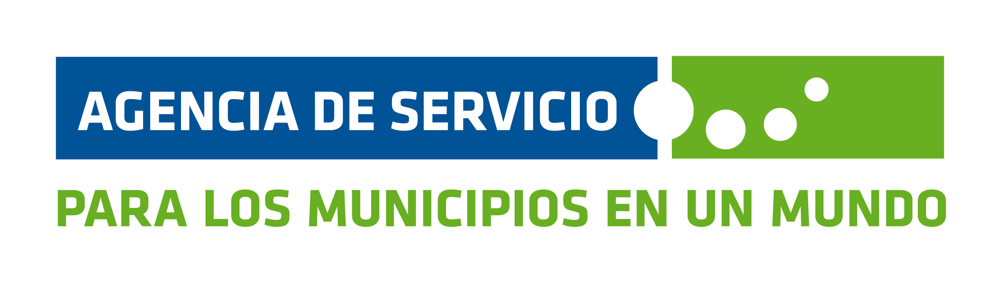 AGENCIA DE SERVICIO
PARA LOS MUNICIPIOS EN UN MUNDO